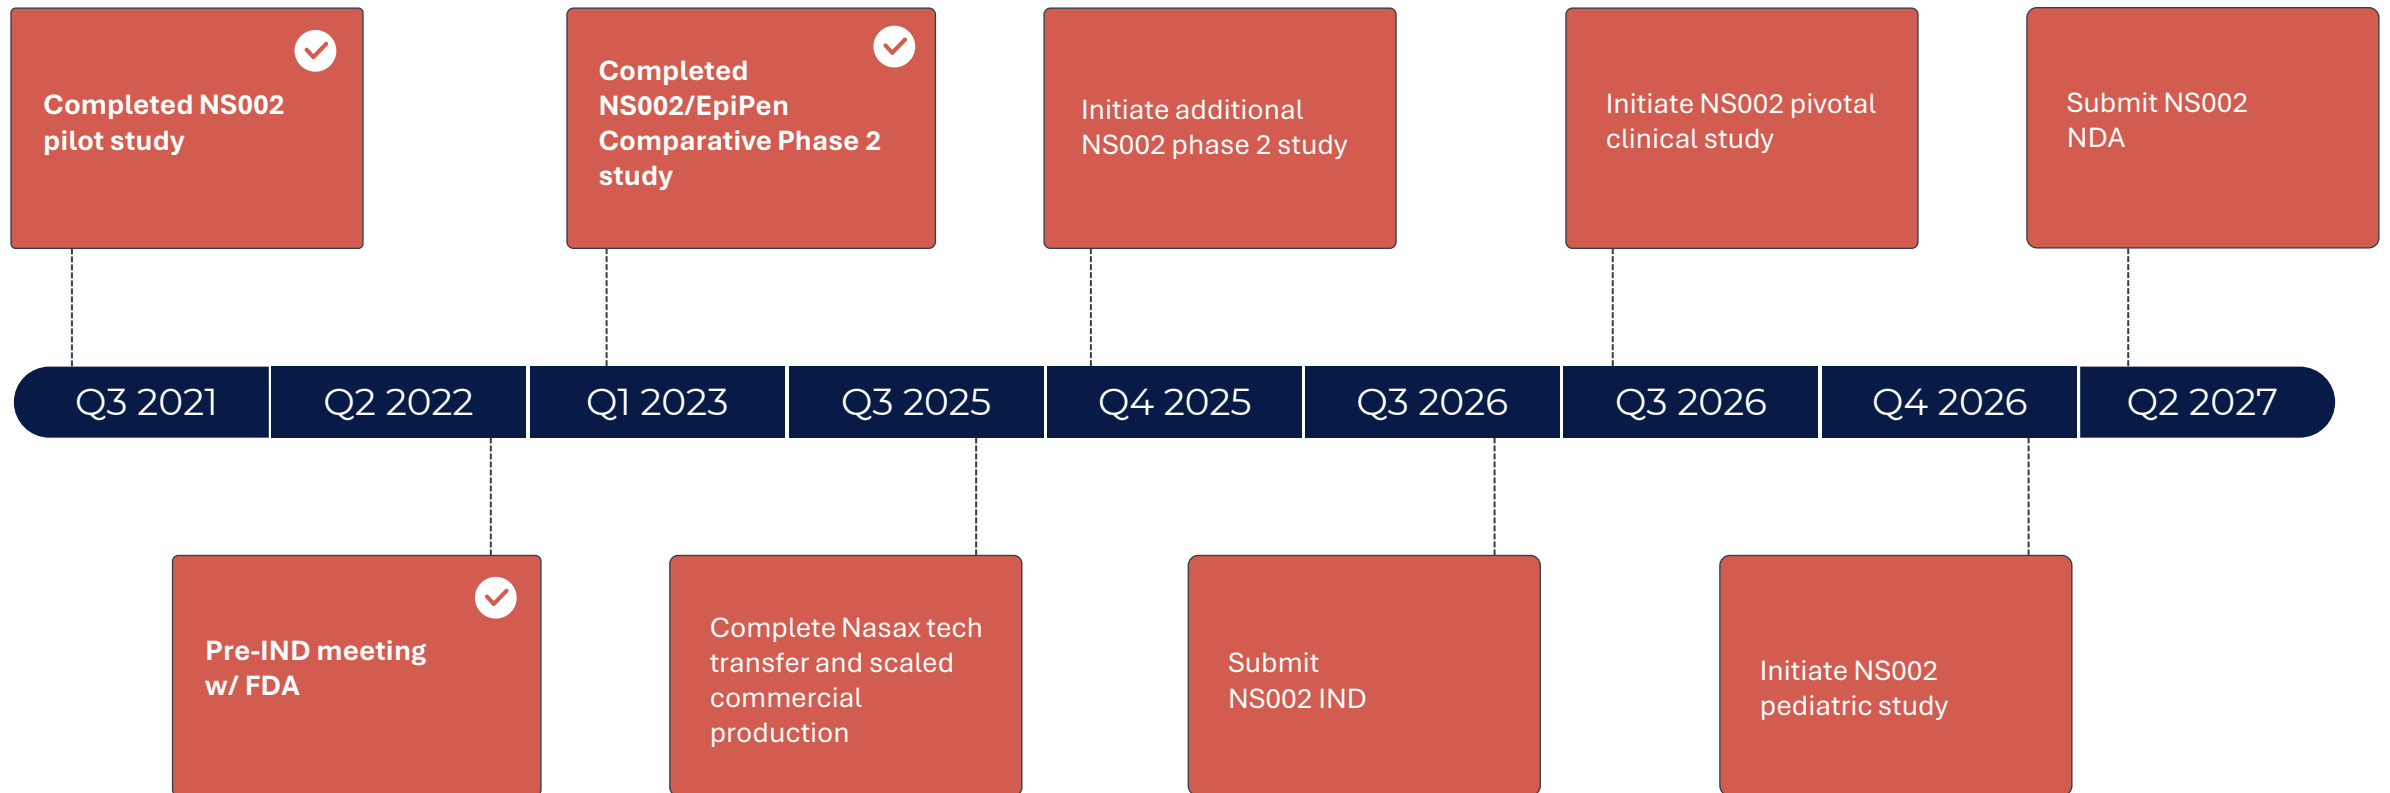 Completed NS002
pilot study
Completed
NS002/EpiPen
Comparative Phase 2
study
Initiate additional
NS002 phase 2 study
Initiate NS002 pivotal
clinical study
Submit NS002
NDA
Q3 2021
Q2 2022
Q1 2023
Q3 2025
Q4 2025
Q3 2026
Q3 2026
Q4 2026
Q2 2027
Pre-IND meeting
w/ FDA
Complete Nasax tech
transfer and scaled
commercial
production
Submit
NS002 IND
Initiate NS002
pediatric study